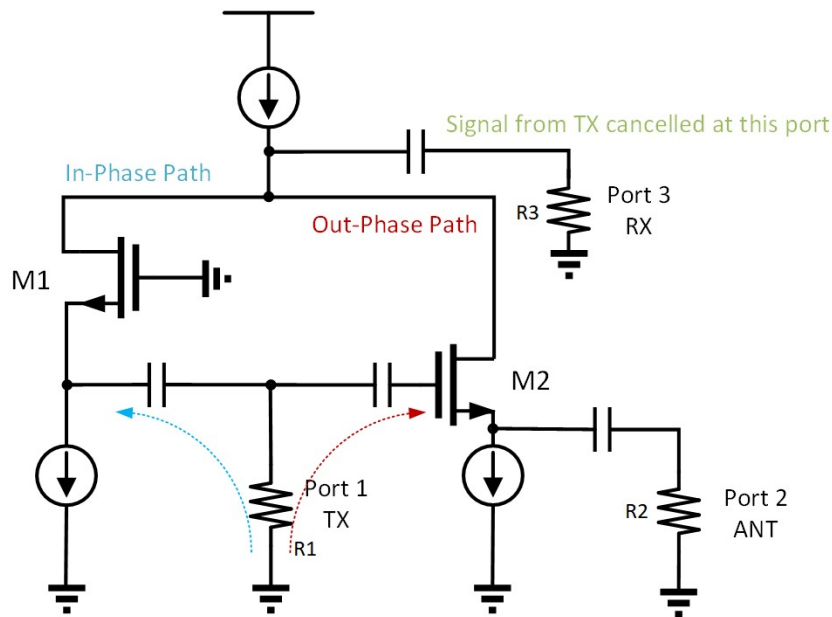 Signal from TX cancelled at this port
In-Phase Path
R3
Port 3
RX
Out-Phase Path
M1
M2
Port 1
TX
R1
R2
Port 2
ANT